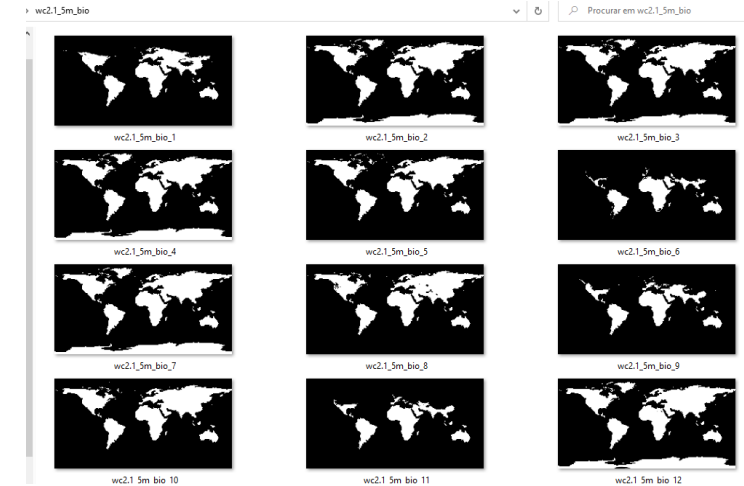 wc2.1_5m_bio
Procurar em wc2.1_5m_bio
wc2.1_5m_bio_1
wc2.1_5m_bio_2
wc2.1_5m_bio_3
wc2.1_5m_bio_4
wc2.1_5m_bio_5
wc2.1_5m_bio_6
wc2.1_5m_bio_7
wc2.1_5m_bio_8
wc2.1_5m_bio_9
wc2.1_5m_bio_10
wc2.1_5m_bio_11
wc2.1_5m_bio_12